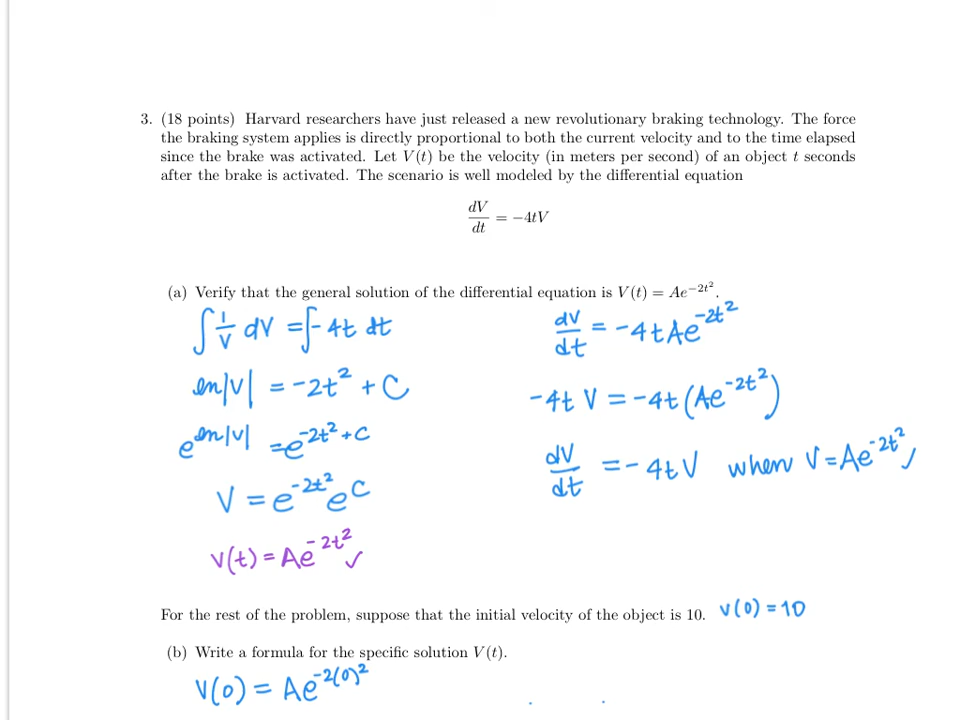 3. (18 points) Harvard researchers have just released a new revolutionary braking technology. The force
the braking system applies is directly proportional to both the current velocity and to the time elapsed
since the brake was activated. Let V(t) be the velocity (in meters per second) of an object t seconds
after the brake is activated. The scenario is well modeled by the differential equation
dV/dt = −4tV
(a) Verify that the general solution of the differential equation is V(t) = Ae^{−2t²}.
∫ 1/V dV = ∫ -4t dt
ln|V| = -2t² + C
e^{ln|V|} = e^{-2t²+C}
V = e^{-2t²} e^C
V(t) = Ae^{-2t²} ✓
dV/dt = -4tAe^{-2t²}
-4t V = -4t (Ae^{-2t²})
dV/dt = -4tV when V = Ae^{-2t²} ✓
For the rest of the problem, suppose that the initial velocity of the object is 10. V(0) = 10
(b) Write a formula for the specific solution V(t).
V(0) = Ae^{-2(0)²}